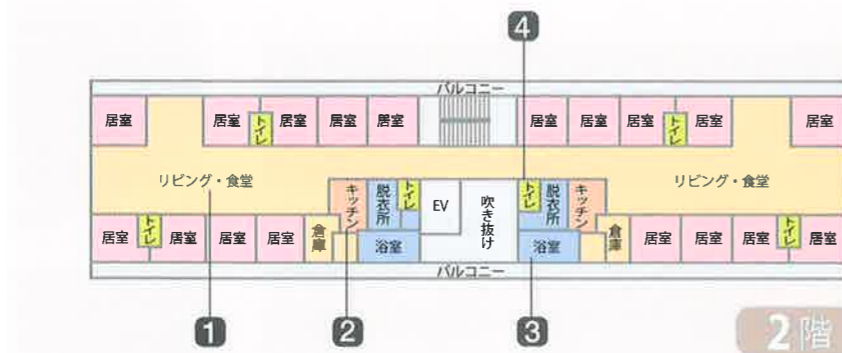 4
バルコニー
居室 居室 トイレ 居室 居室 居室 居室 居室 居室 トイレ 居室 居室
リビング・食堂 リビング・食堂
キッチン 脱衣所 トイレ EV 吹き抜け トイレ 脱衣所 キッチン
居室 トイレ 居室 居室 居室 倉庫 浴室 浴室 倉庫 居室 居室 居室 トイレ 居室
バルコニー
1 2 3
2階